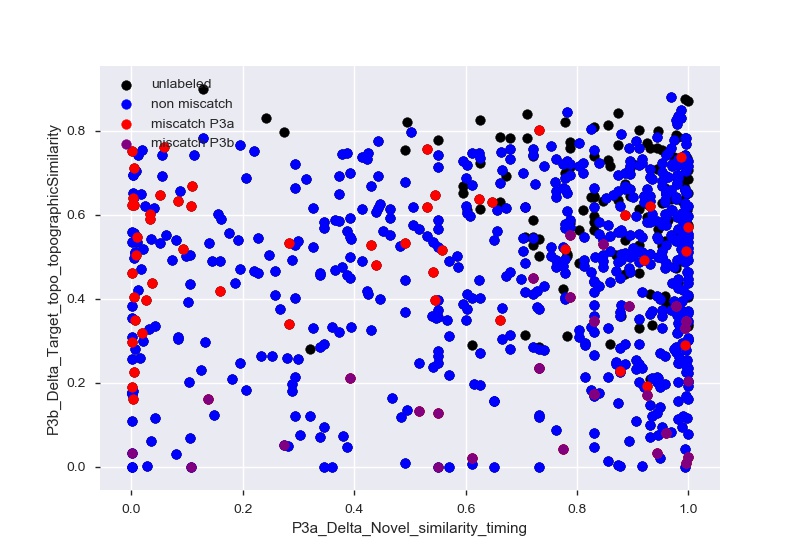 unlabeled
non miscatch
miscatch P3a
miscatch P3b
0.8
0.6
0.4
0.2
0.0
P3b_Delta_Target_topo_topographicSimilarity
0.0 0.2 0.4 0.6 0.8 1.0
P3a_Delta_Novel_similarity_timing